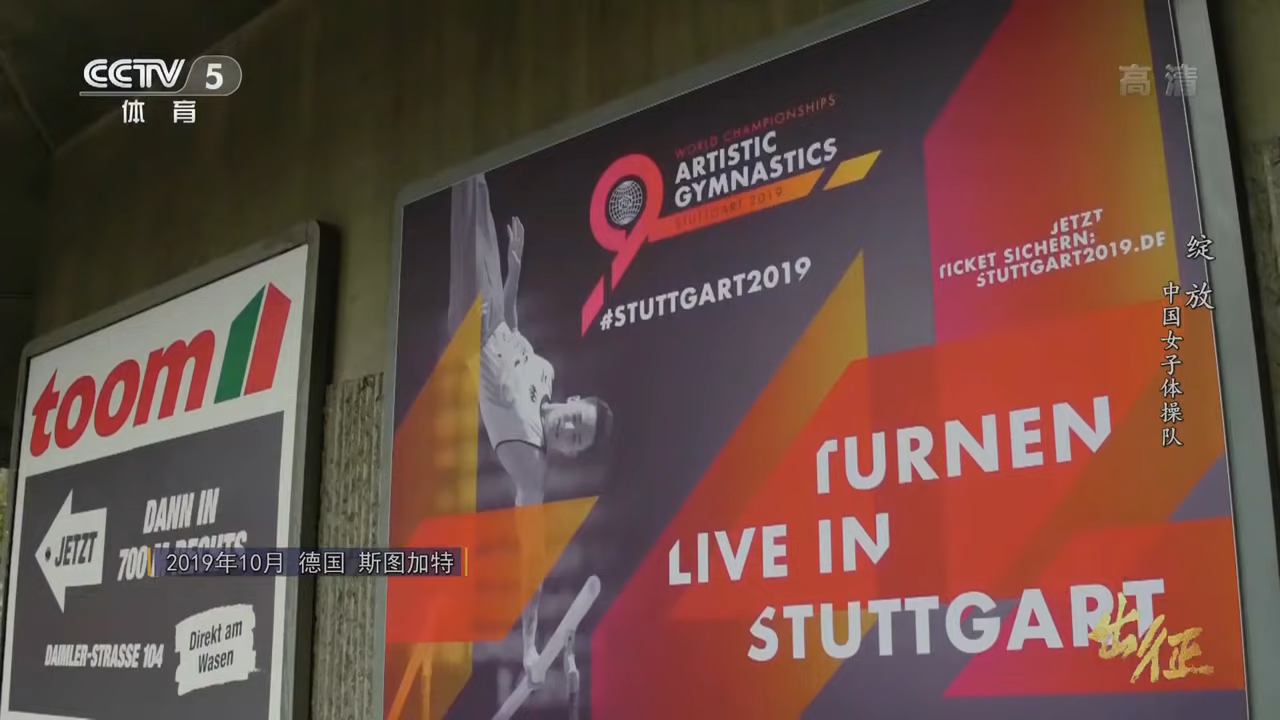 CCTV 5
体育
高清
WORLD CHAMPIONSHIPS
ARTISTIC
GYMNASTICS
STUTTGART 2019
#STUTTGART2019
JETZT
TICKET SICHERN:
STUTTGART2019.DE
TURNEN
LIVE IN
STUTTGART
toom
JETZT
DANN IN
700 M RECHTS
DAIMLER-STRASSE 104
Direkt am
Wasen
2019年10月 德国 斯图加特
绽放
中国女子体操队
出征